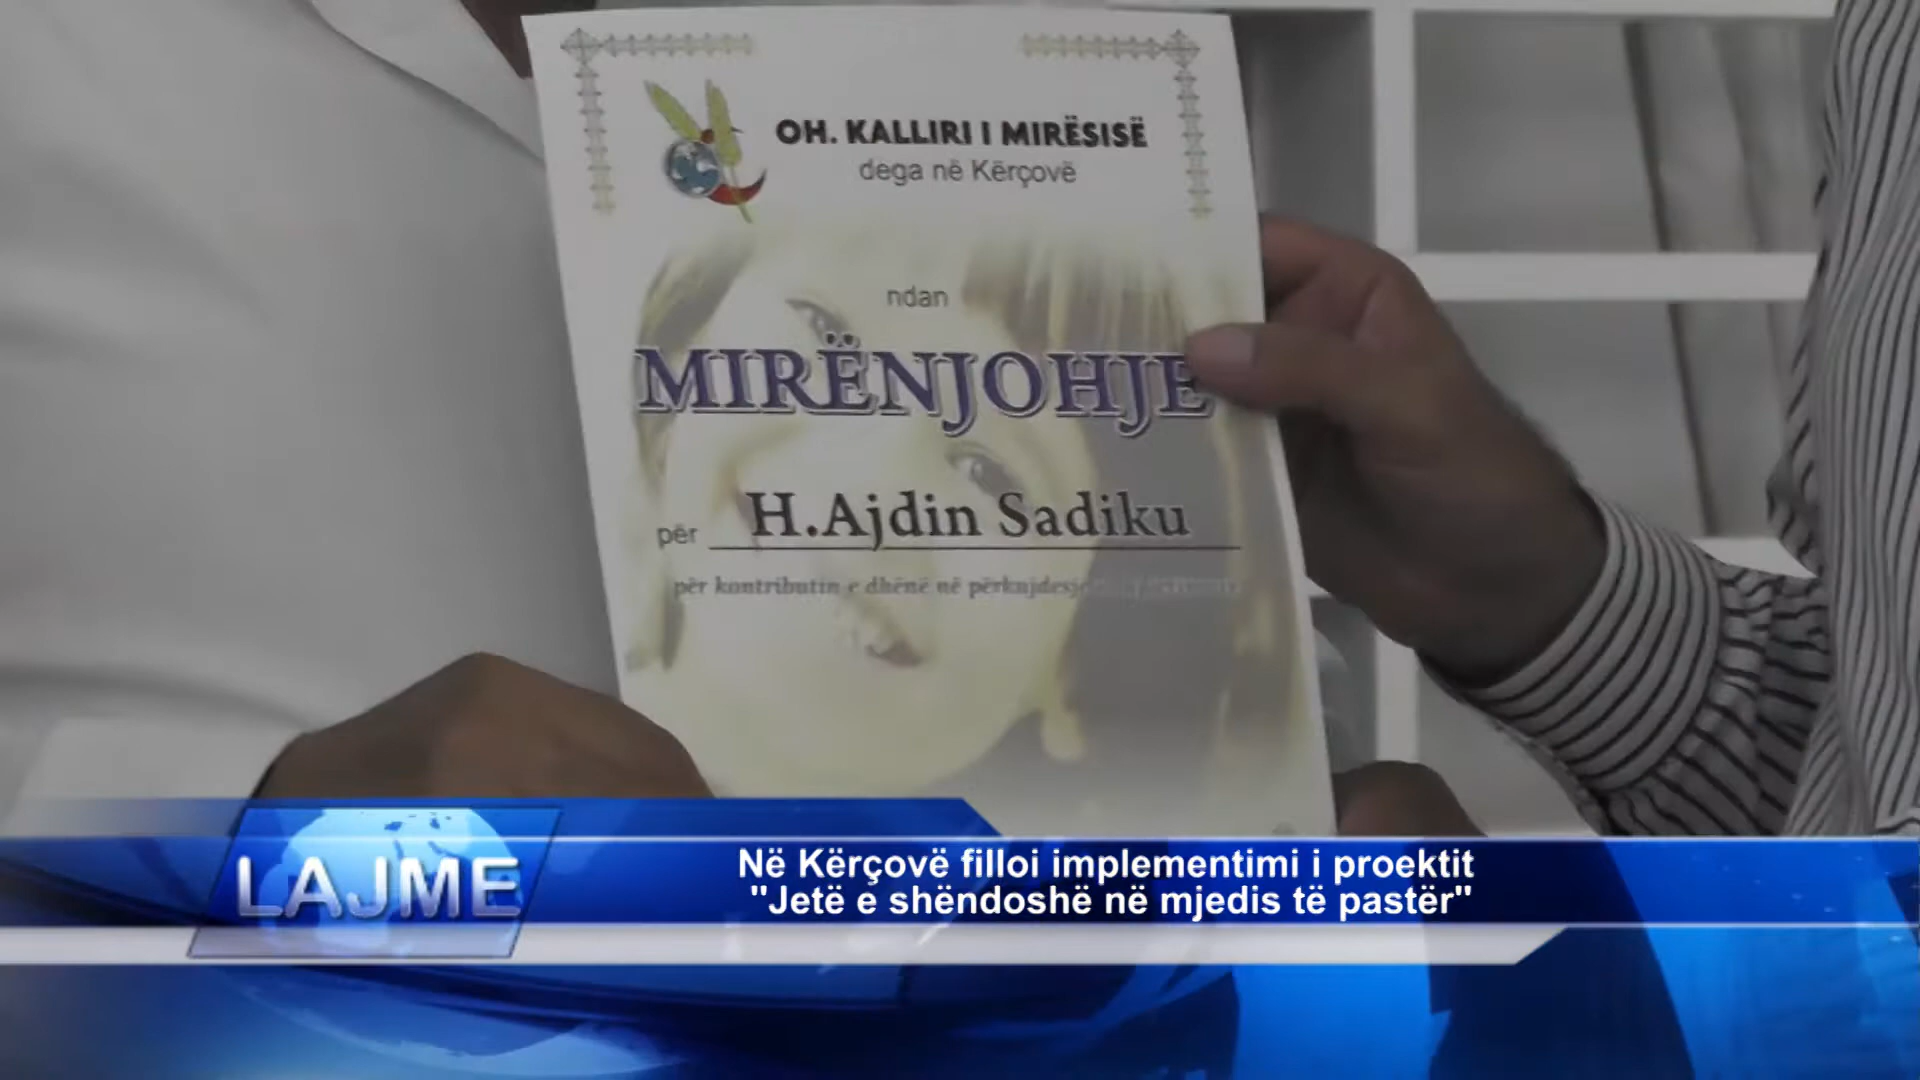 OH. KALLIRI I MIRËSISË
dega në Kërçovë
ndan
MIRËNJOHJE
për H.Ajdin Sadiku
për kontributin e dhënë në
LAJME
Në Kërçovë filloi implementimi i proektit
"Jetë e shëndoshë në mjedis të pastër"